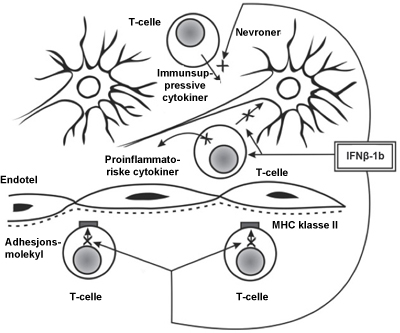 T-celle
Nevroner
Immunsup-
pressive
cytokiner
IFNβ-1b
Proinflammato-
riske cytokiner
T-celle
Endotel
MHC klasse II
Adhesjons-
molekyl
T-celle
T-celle